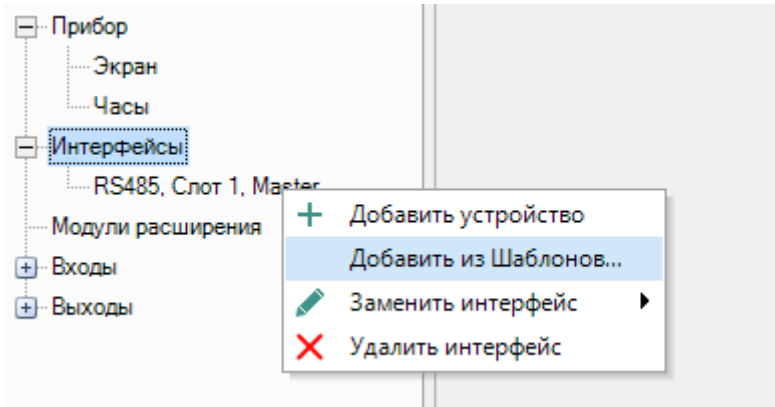 Прибор
Экран
Часы
Интерфейсы
RS485, Слот 1, Master
Модули расширения
Входы
Выходы
Добавить устройство
Добавить из Шаблонов...
Заменить интерфейс
Удалить интерфейс